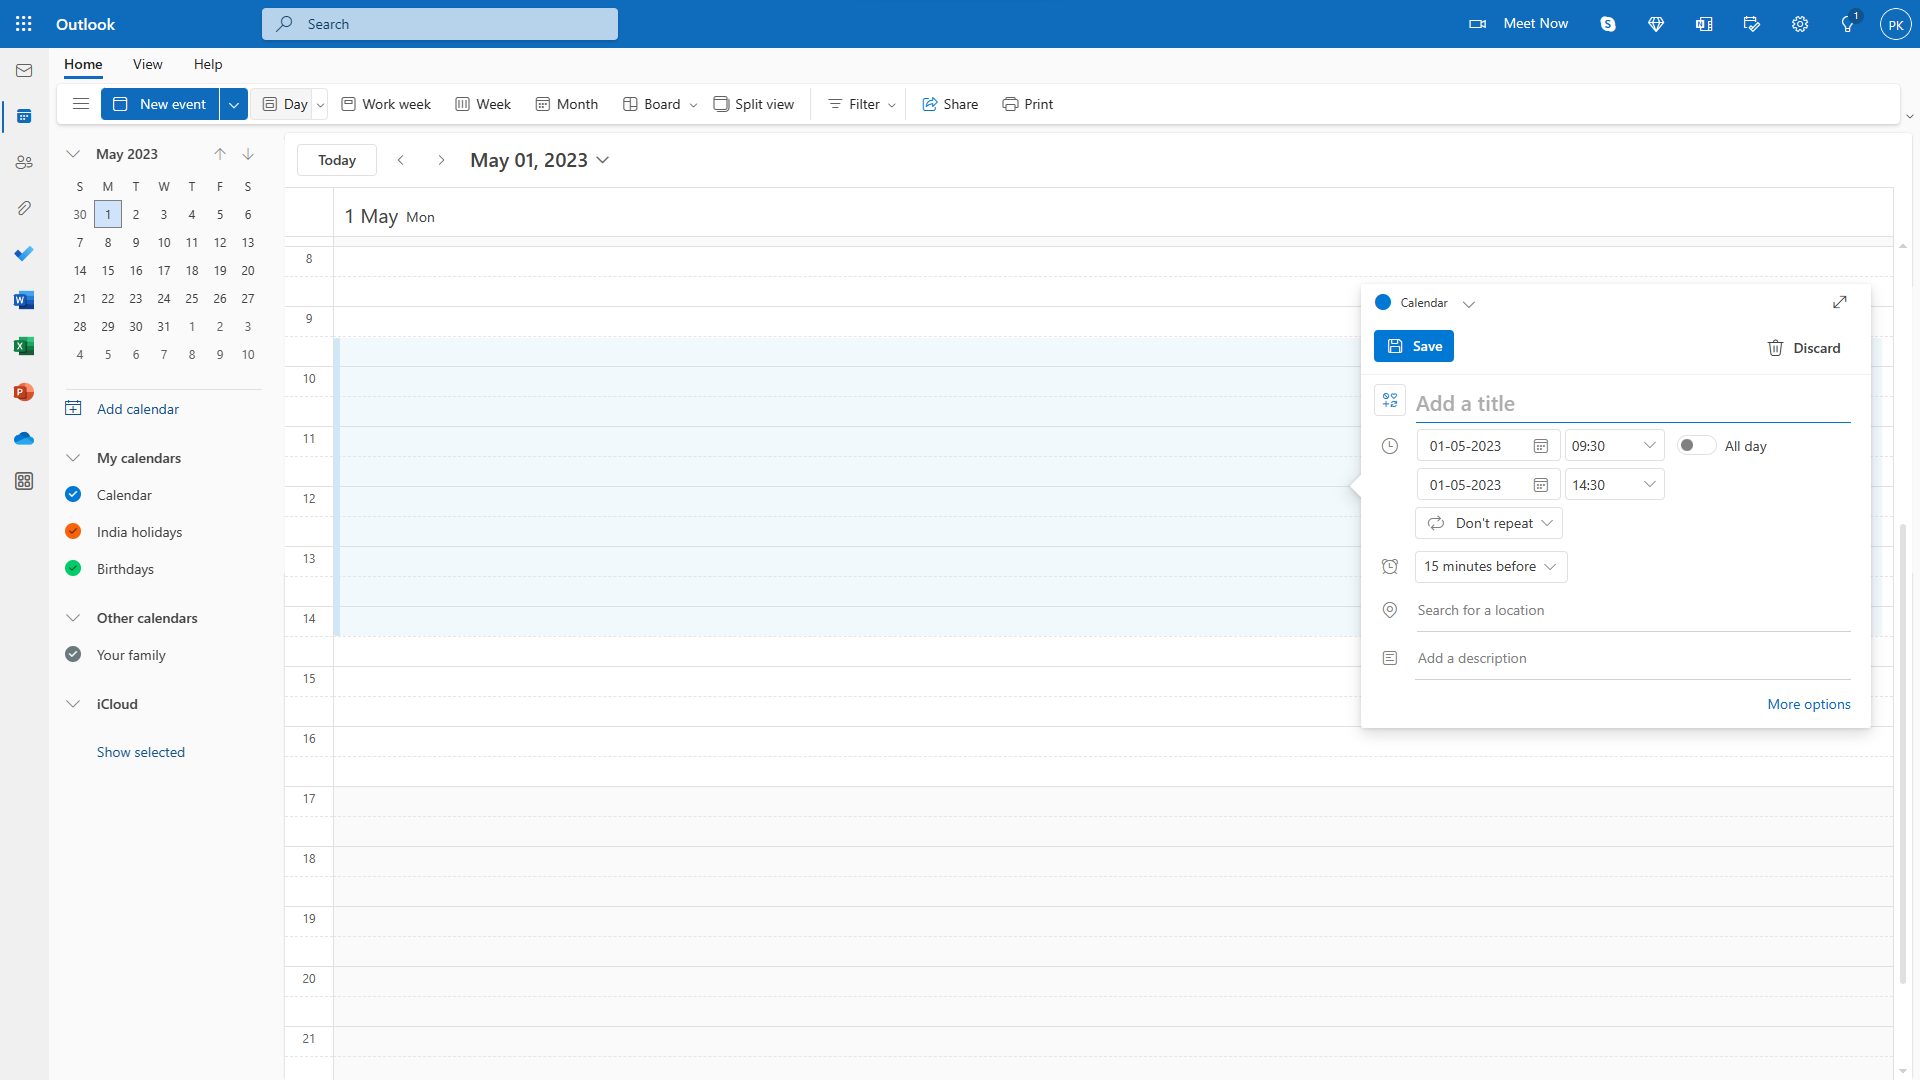 Outlook
Search
Meet Now
1
PK
Home View Help
New event Day Work week Week Month Board Split view Filter Share Print
May 2023
S M T W T F S
30 1 2 3 4 5 6
7 8 9 10 11 12 13
14 15 16 17 18 19 20
21 22 23 24 25 26 27
28 29 30 31 1 2 3
4 5 6 7 8 9 10
Add calendar
My calendars
Calendar
India holidays
Birthdays
Other calendars
Your family
iCloud
Show selected
Today May 01, 2023
1 May Mon
8
9
10
11
12
13
14
15
16
17
18
19
20
21
Calendar
Save Discard
Add a title
01-05-2023 09:30 All day
01-05-2023 14:30
Don't repeat
15 minutes before
Search for a location
Add a description
More options